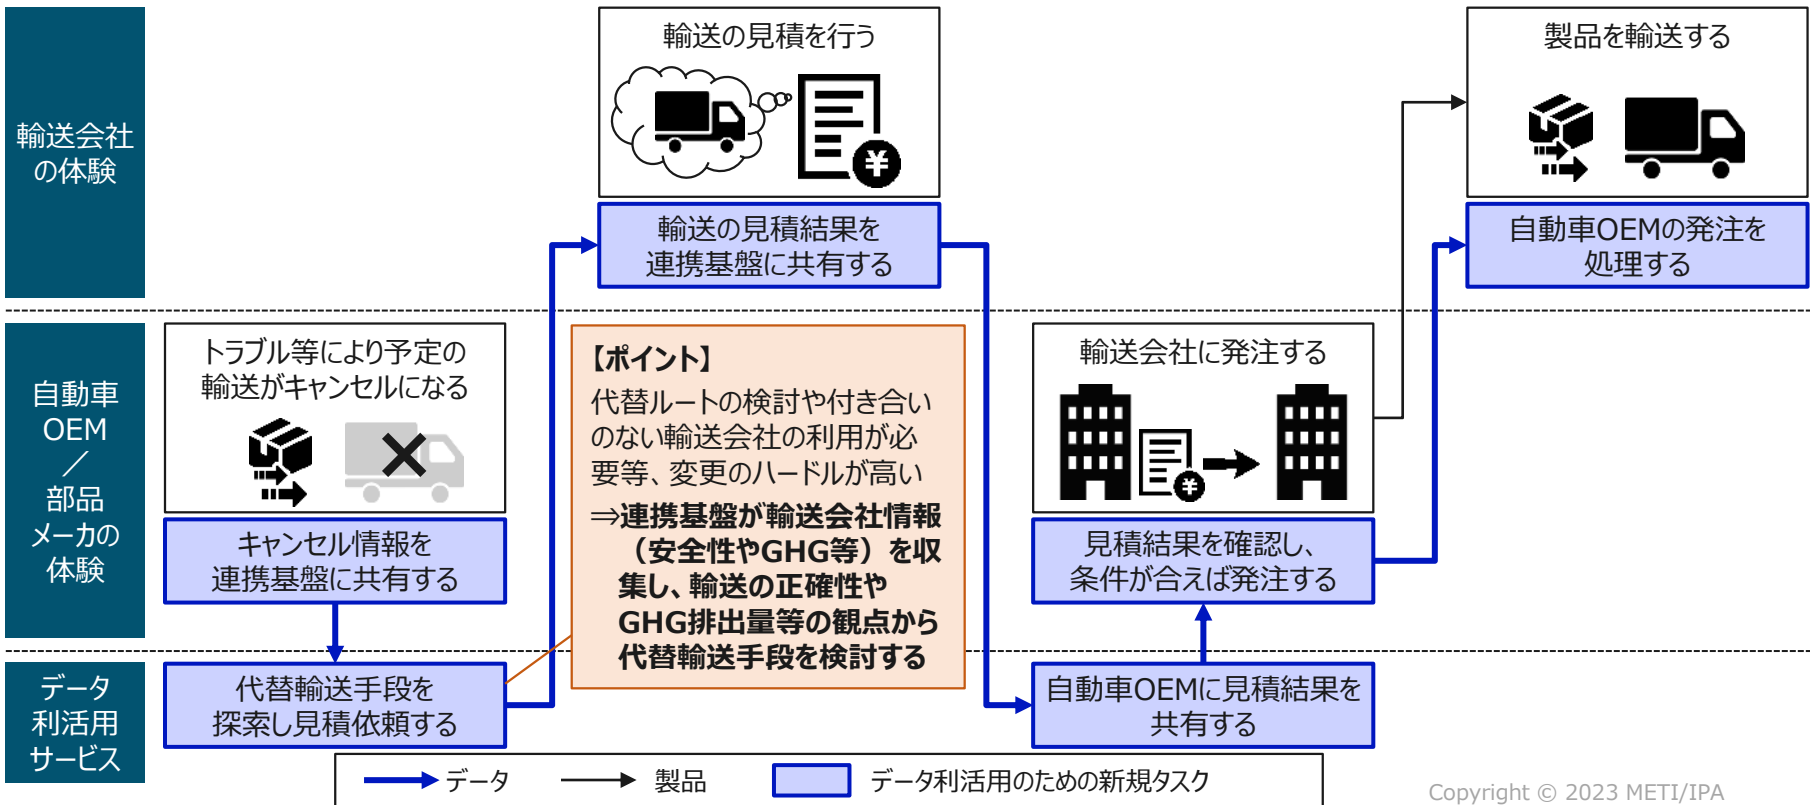 輸送会社
の体験
輸送の見積を行う
¥
輸送の見積結果を
連携基盤に共有する
製品を輸送する
自動車OEMの発注を
処理する
自動車
OEM
／
部品
メーカの
体験
トラブル等により予定の
輸送がキャンセルになる
キャンセル情報を
連携基盤に共有する
【ポイント】
代替ルートの検討や付き合い
のない輸送会社の利用が必
要等、変更のハードルが高い
⇒連携基盤が輸送会社情報
（安全性やGHG等）を収
集し、輸送の正確性や
GHG排出量等の観点から
代替輸送手段を検討する
輸送会社に発注する
¥
見積結果を確認し、
条件が合えば発注する
データ
利活用
サービス
代替輸送手段を
探索し見積依頼する
自動車OEMに見積結果を
共有する
データ
製品
データ利活用のための新規タスク
Copyright © 2023 METI/IPA